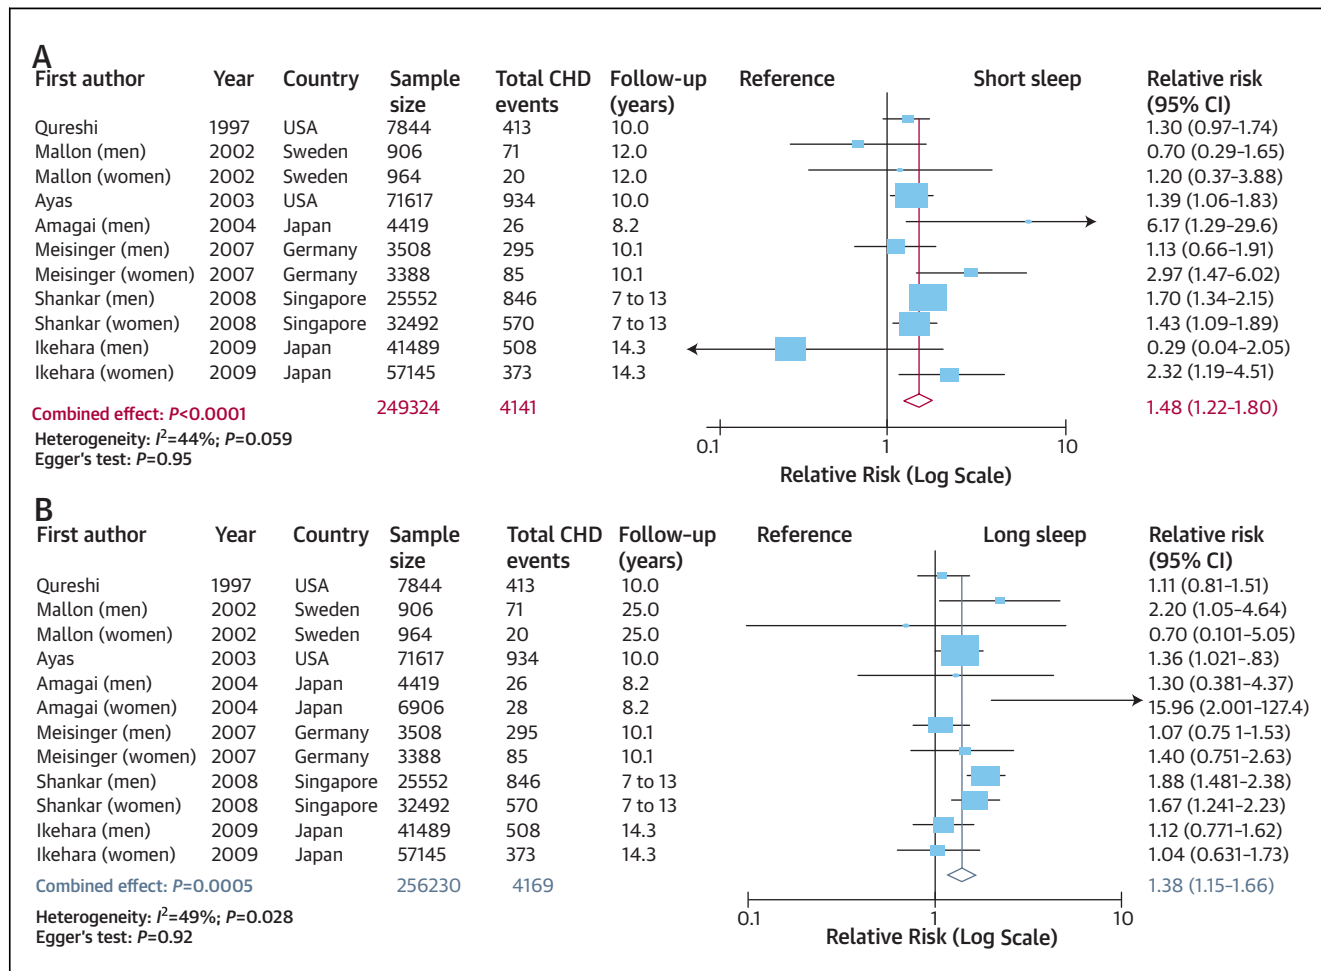 A
First author Year Country Sample size Total CHD events Follow-up (years) Reference Short sleep Relative risk (95% CI)
Qureshi 1997 USA 7844 413 10.0 1.30 (0.97–1.74)
Mallon (men) 2002 Sweden 906 71 12.0 0.70 (0.29–1.65)
Mallon (women) 2002 Sweden 964 20 12.0 1.20 (0.37–3.88)
Ayas 2003 USA 71617 934 10.0 1.39 (1.06–1.83)
Amagai (men) 2004 Japan 4419 26 8.2 6.17 (1.29–29.6)
Meisinger (men) 2007 Germany 3508 295 10.1 1.13 (0.66–1.91)
Meisinger (women) 2007 Germany 3388 85 10.1 2.97 (1.47–6.02)
Shankar (men) 2008 Singapore 25552 846 7 to 13 1.70 (1.34–2.15)
Shankar (women) 2008 Singapore 32492 570 7 to 13 1.43 (1.09–1.89)
Ikehara (men) 2009 Japan 41489 508 14.3 0.29 (0.04–2.05)
Ikehara (women) 2009 Japan 57145 373 14.3 2.32 (1.19–4.51)
Combined effect: P<0.0001 249324 4141 1.48 (1.22–1.80)
Heterogeneity: I²=44%; P=0.059
Egger's test: P=0.95
0.1 1 10
Relative Risk (Log Scale)
B
First author Year Country Sample size Total CHD events Follow-up (years) Reference Long sleep Relative risk (95% CI)
Qureshi 1997 USA 7844 413 10.0 1.11 (0.81–1.51)
Mallon (men) 2002 Sweden 906 71 25.0 2.20 (1.05–4.64)
Mallon (women) 2002 Sweden 964 20 25.0 0.70 (0.101–5.05)
Ayas 2003 USA 71617 934 10.0 1.36 (1.021–.83)
Amagai (men) 2004 Japan 4419 26 8.2 1.30 (0.381–4.37)
Amagai (women) 2004 Japan 6906 28 8.2 15.96 (2.001–127.4)
Meisinger (men) 2007 Germany 3508 295 10.1 1.07 (0.75 1–1.53)
Meisinger (women) 2007 Germany 3388 85 10.1 1.40 (0.751–2.63)
Shankar (men) 2008 Singapore 25552 846 7 to 13 1.88 (1.481–2.38)
Shankar (women) 2008 Singapore 32492 570 7 to 13 1.67 (1.241–2.23)
Ikehara (men) 2009 Japan 41489 508 14.3 1.12 (0.771–1.62)
Ikehara (women) 2009 Japan 57145 373 14.3 1.04 (0.631–1.73)
Combined effect: P=0.0005 256230 4169 1.38 (1.15–1.66)
Heterogeneity: I²=49%; P=0.028
Egger's test: P=0.92
0.1 1 10
Relative Risk (Log Scale)